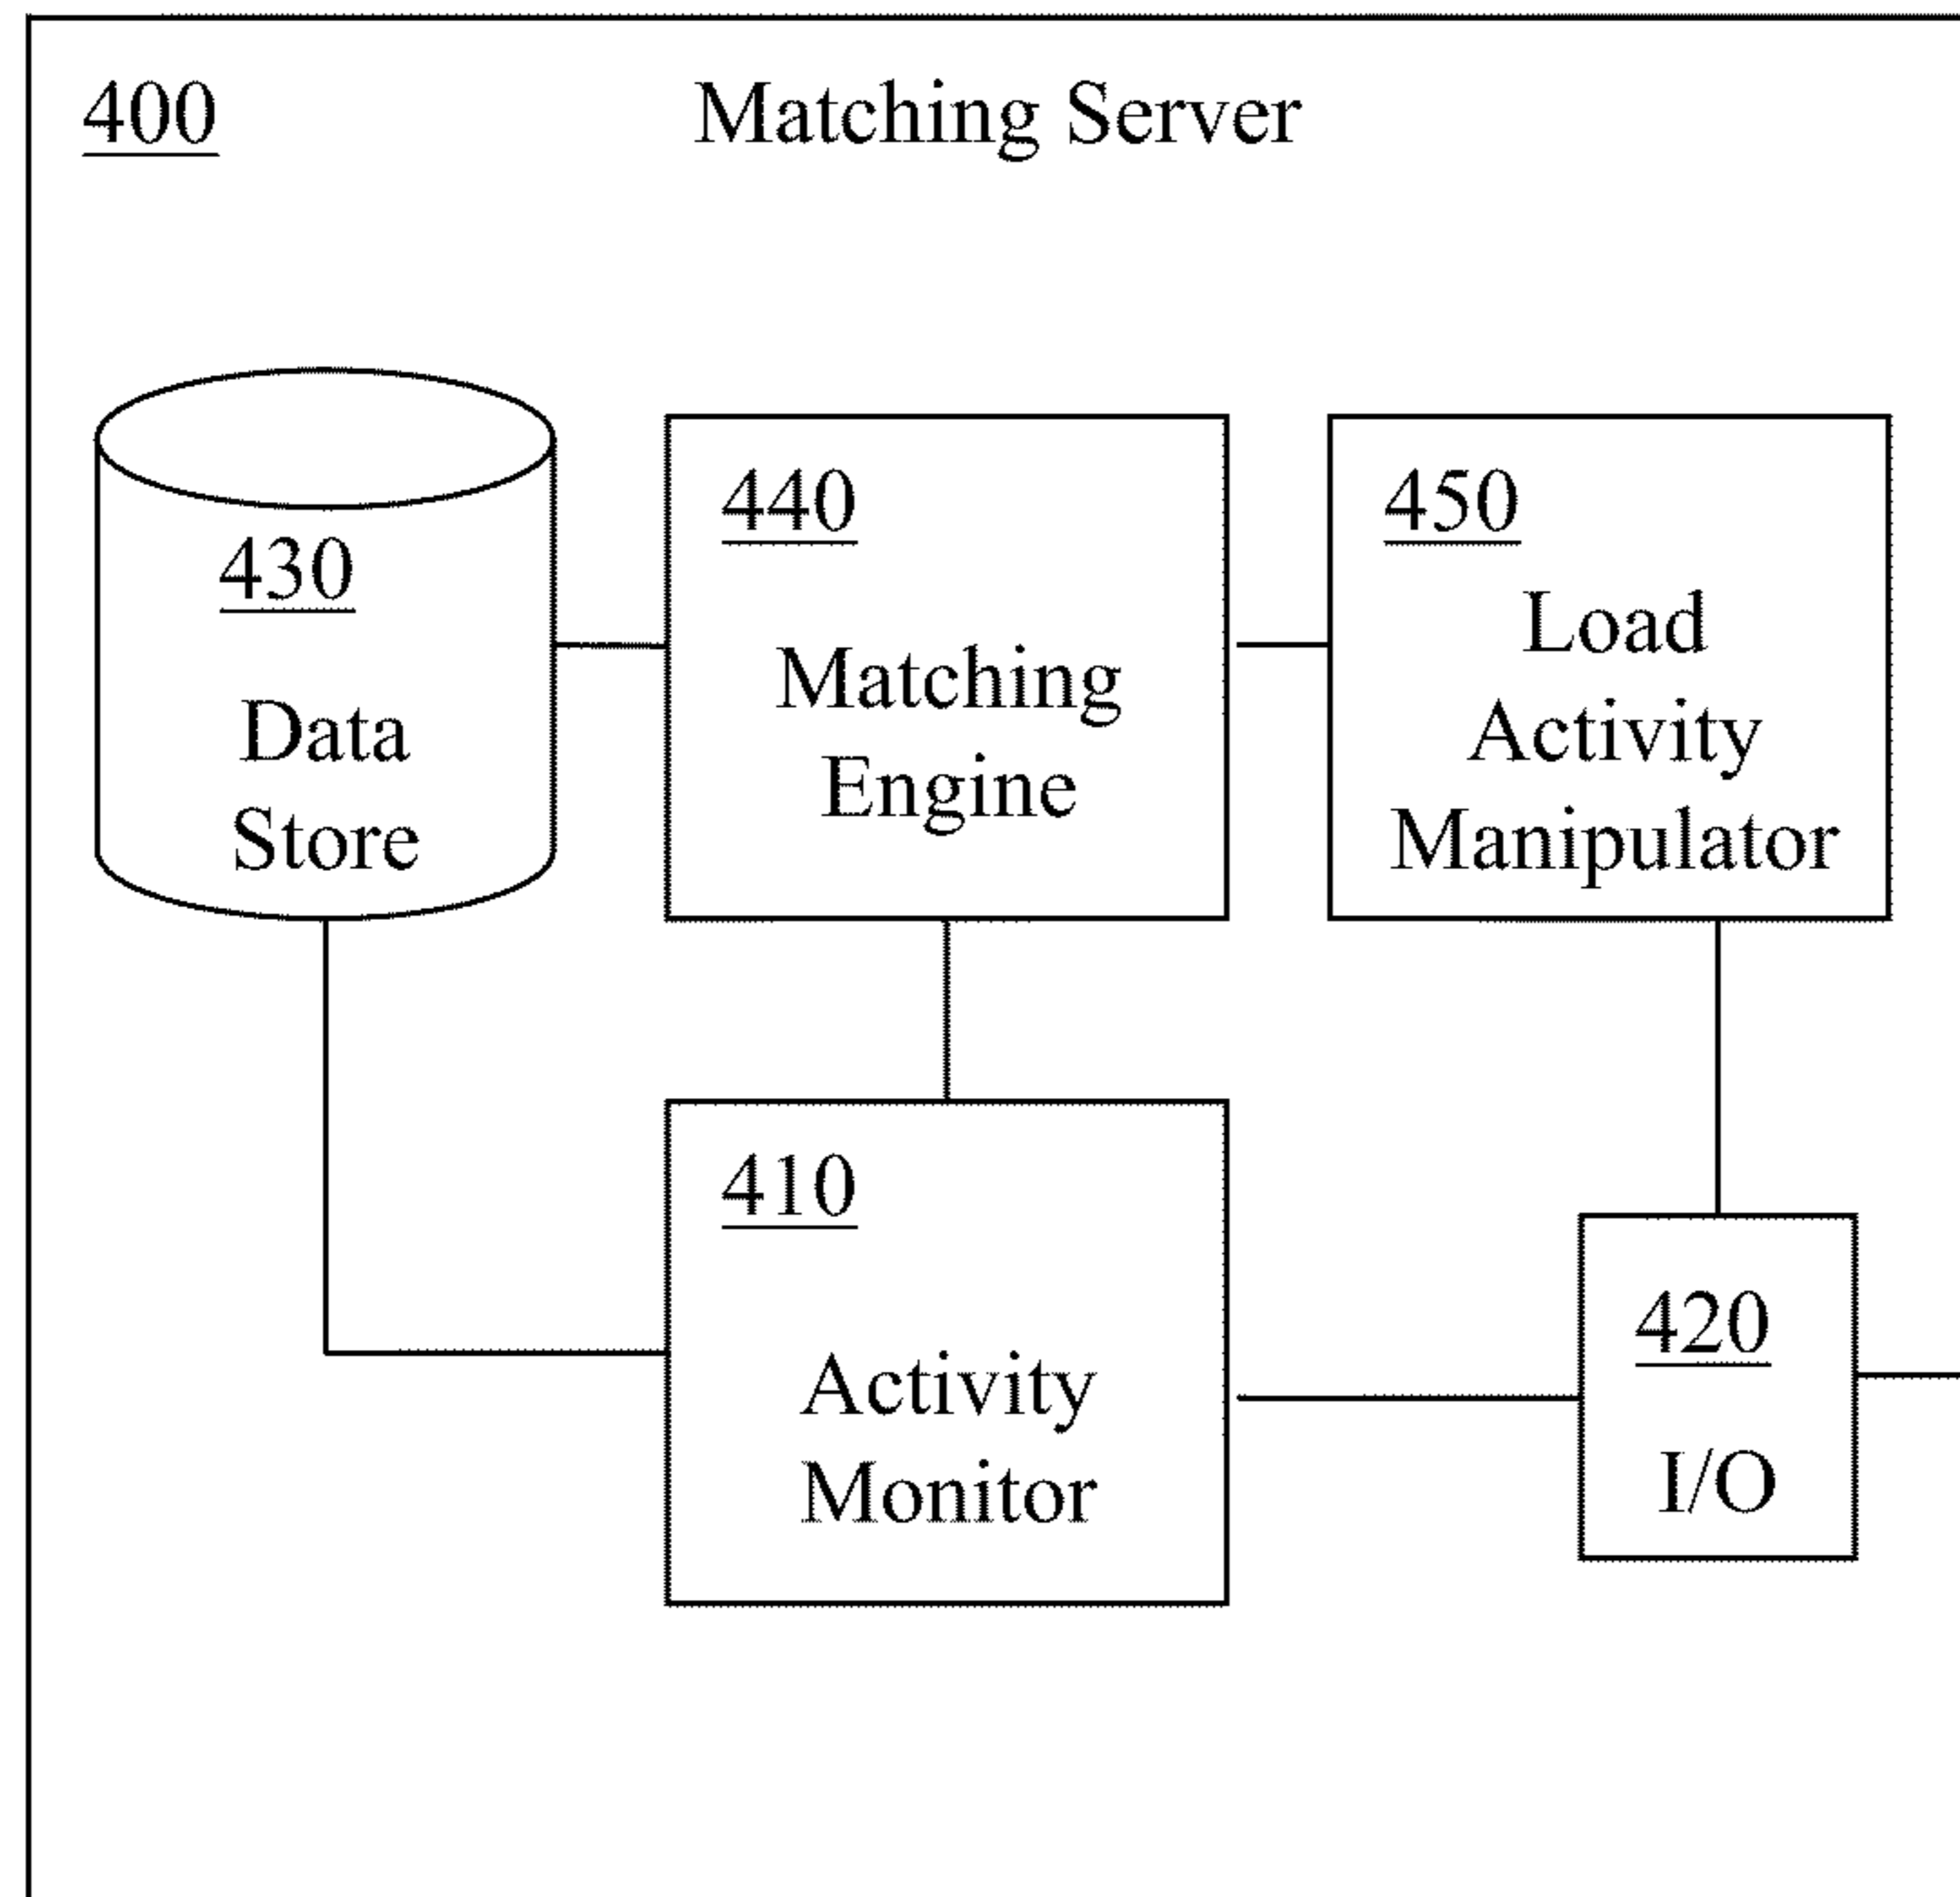 400
Matching Server
430
Data
Store
440
Matching
Engine
450
Load
Activity
Manipulator
410
Activity
Monitor
420
I/O